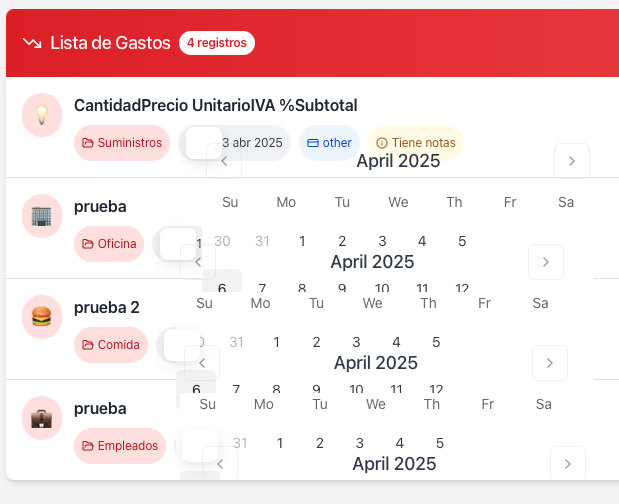 Lista de Gastos 4 registros
CantidadPrecio UnitarioIVA %Subtotal
Suministros 3 abr 2025 other Tiene notas
April 2025
Su Mo Tu We Th Fr Sa
prueba
Oficina 1
30 31 1 2 3 4 5
April 2025
6 7 8 9 10 11 12
Su Mo Tu We Th Fr Sa
prueba 2
Comida
31 1 2 3 4 5
April 2025
6 7 8 9 10 11 12
Su Mo Tu We Th Fr Sa
prueba
Empleados
31 1 2 3 4 5
April 2025